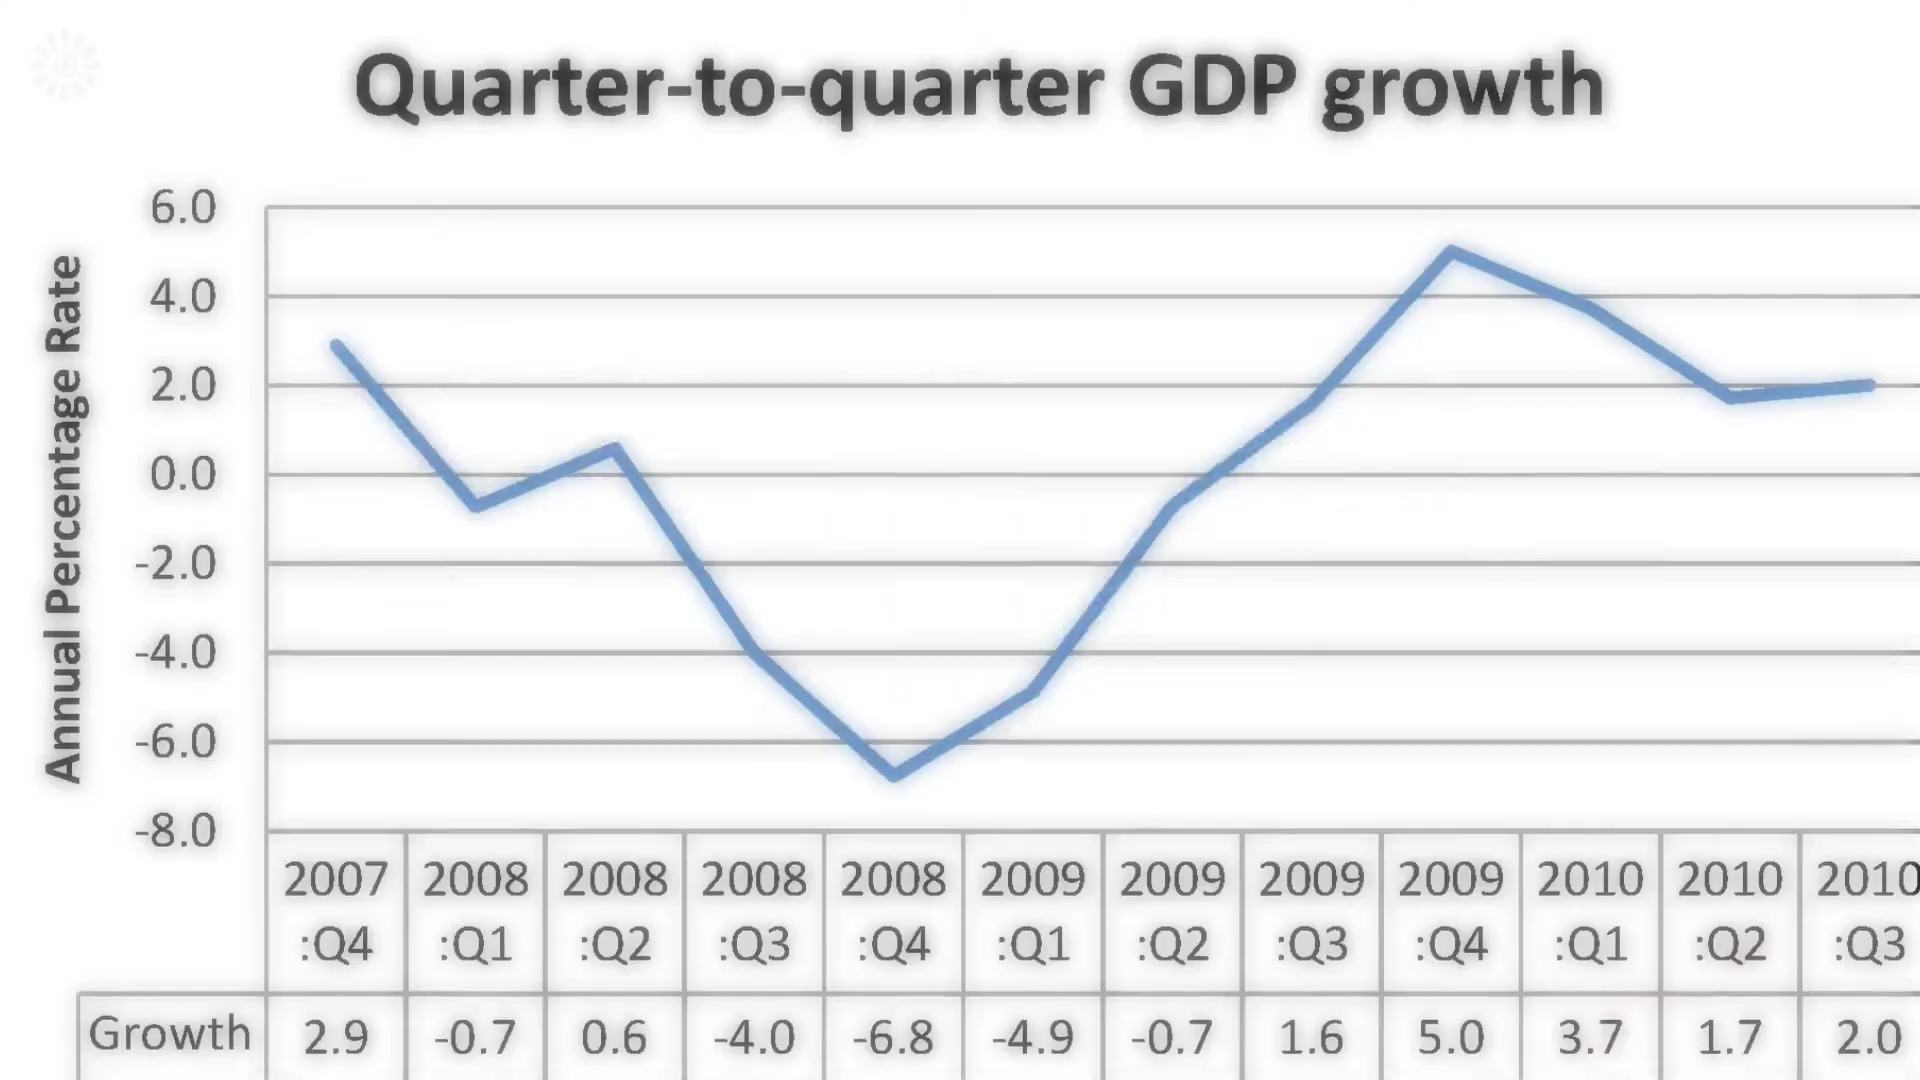 Quarter-to-quarter GDP growth
Annual Percentage Rate
6.0
4.0
2.0
0.0
-2.0
-4.0
-6.0
-8.0
2007 2008 2008 2008 2008 2009 2009 2009 2009 2010 2010 2010
:Q4 :Q1 :Q2 :Q3 :Q4 :Q1 :Q2 :Q3 :Q4 :Q1 :Q2 :Q3
Growth 2.9 -0.7 0.6 -4.0 -6.8 -4.9 -0.7 1.6 5.0 3.7 1.7 2.0